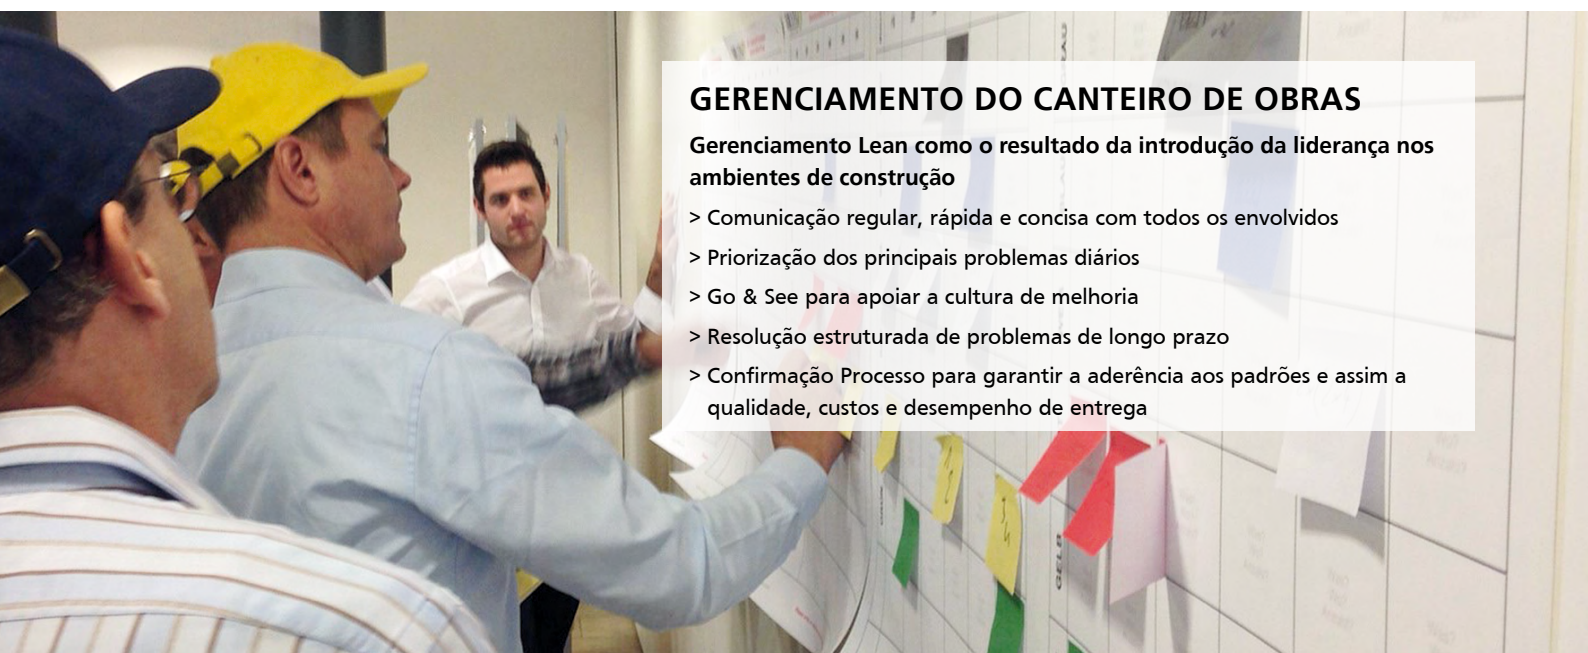 GERENCIAMENTO DO CANTEIRO DE OBRAS
Gerenciamento Lean como o resultado da introdução da liderança nos
ambientes de construção
> Comunicação regular, rápida e concisa com todos os envolvidos
> Priorização dos principais problemas diários
> Go & See para apoiar a cultura de melhoria
> Resolução estruturada de problemas de longo prazo
> Confirmação Processo para garantir a aderência aos padrões e assim a
qualidade, custos e desempenho de entrega
GELB